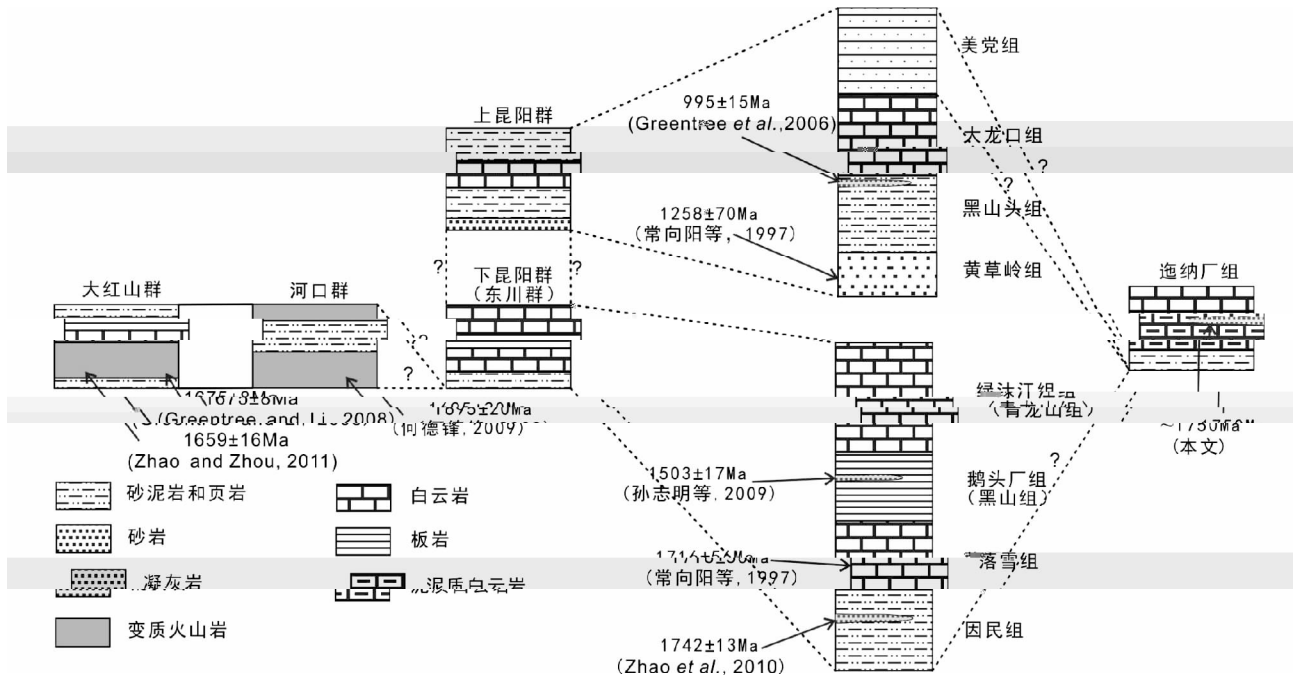 美党组
995±15Ma
(Greentree et al.,2006)
上昆阳群
大龙口组
?
?
黑山头组
1258±70Ma
(常向阳等, 1997)
黄草岭组
?
?
下昆阳群
(东川群)
大红山群
河口群
迤纳厂组
?
(Greentree and Li, 2008)
(何德锋, 2009)
(青龙山组)
1659±16Ma
(Zhao and Zhou, 2011)
(本文)
?
1503±17Ma
(孙志明等, 2009)
鹅头厂组
(黑山组)
砂泥岩和页岩
白云岩
砂岩
板岩
(常向阳等, 1997)
落雪组
凝灰岩
泥质白云岩
变质火山岩
1742±13Ma
(Zhao et al., 2010)
因民组